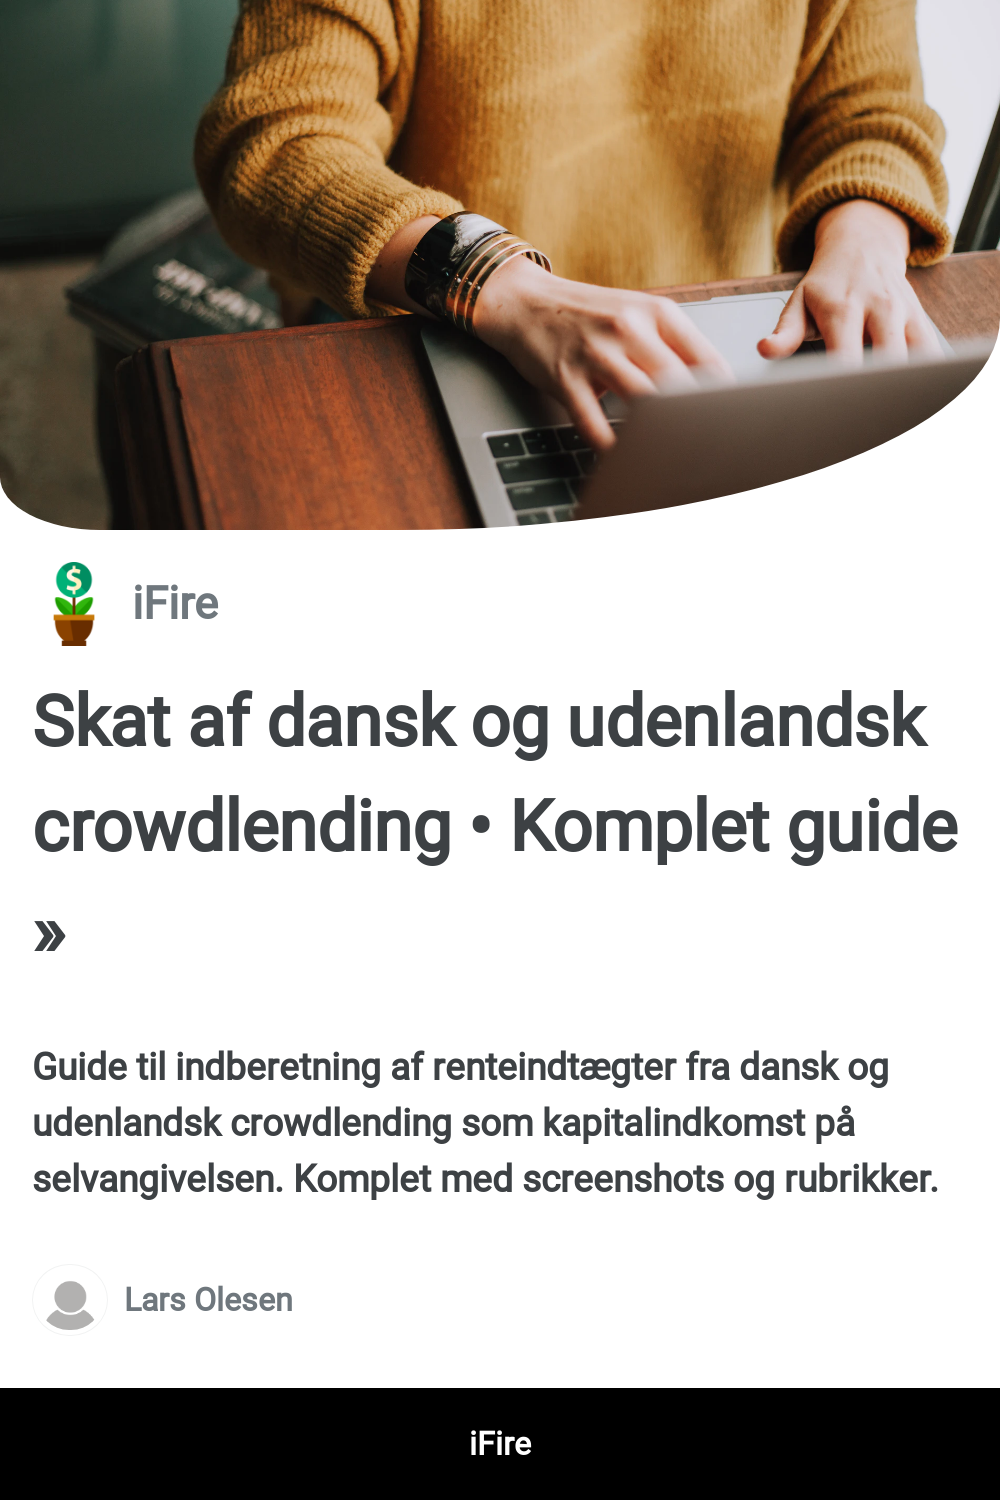 iFire
Skat af dansk og udenlandsk
crowdlending • Komplet guide
»
Guide til indberetning af renteindtægter fra dansk og
udenlandsk crowdlending som kapitalindkomst på
selvangivelsen. Komplet med screenshots og rubrikker.
Lars Olesen
iFire